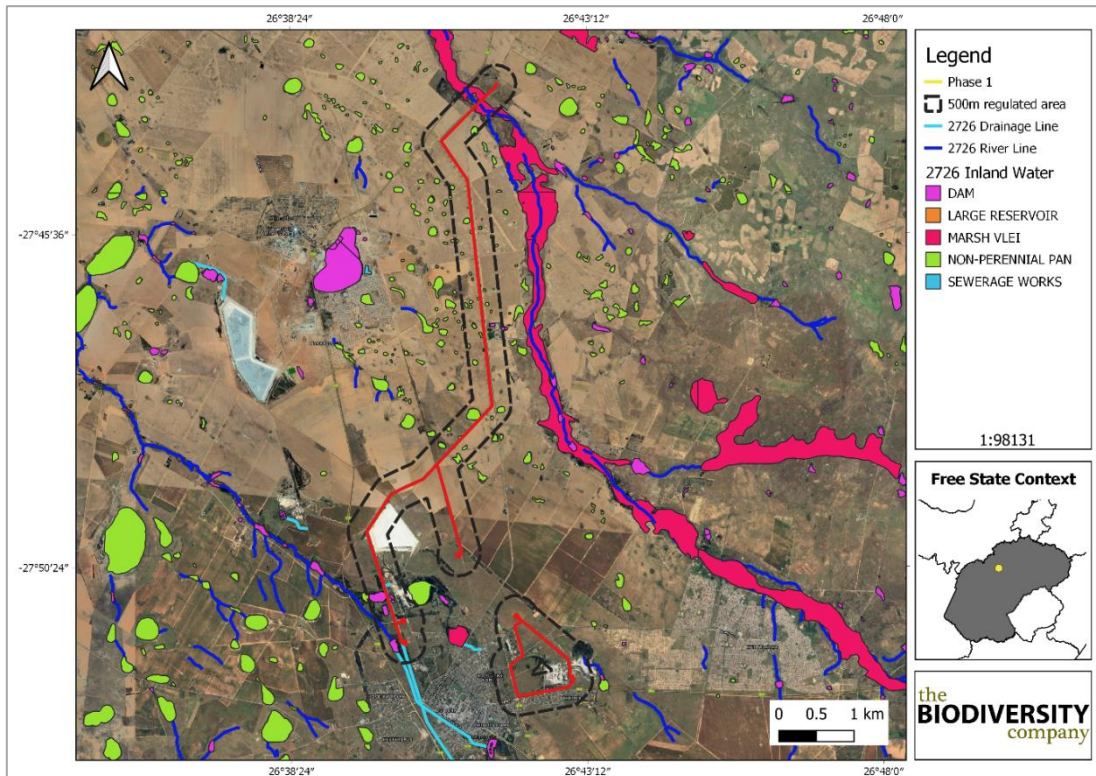 26°38'24″ 26°43'12″ 26°48'0″
-27°45'36″
-27°50'24″
26°38'24″ 26°43'12″ 26°48'0″
0 0.5 1 km
Legend
Phase 1
500m regulated area
2726 Drainage Line
2726 River Line
2726 Inland Water
DAM
LARGE RESERVOIR
MARSH VLEI
NON-PERENNIAL PAN
SEWERAGE WORKS
1:98131
Free State Context
the
BIODIVERSITY
company